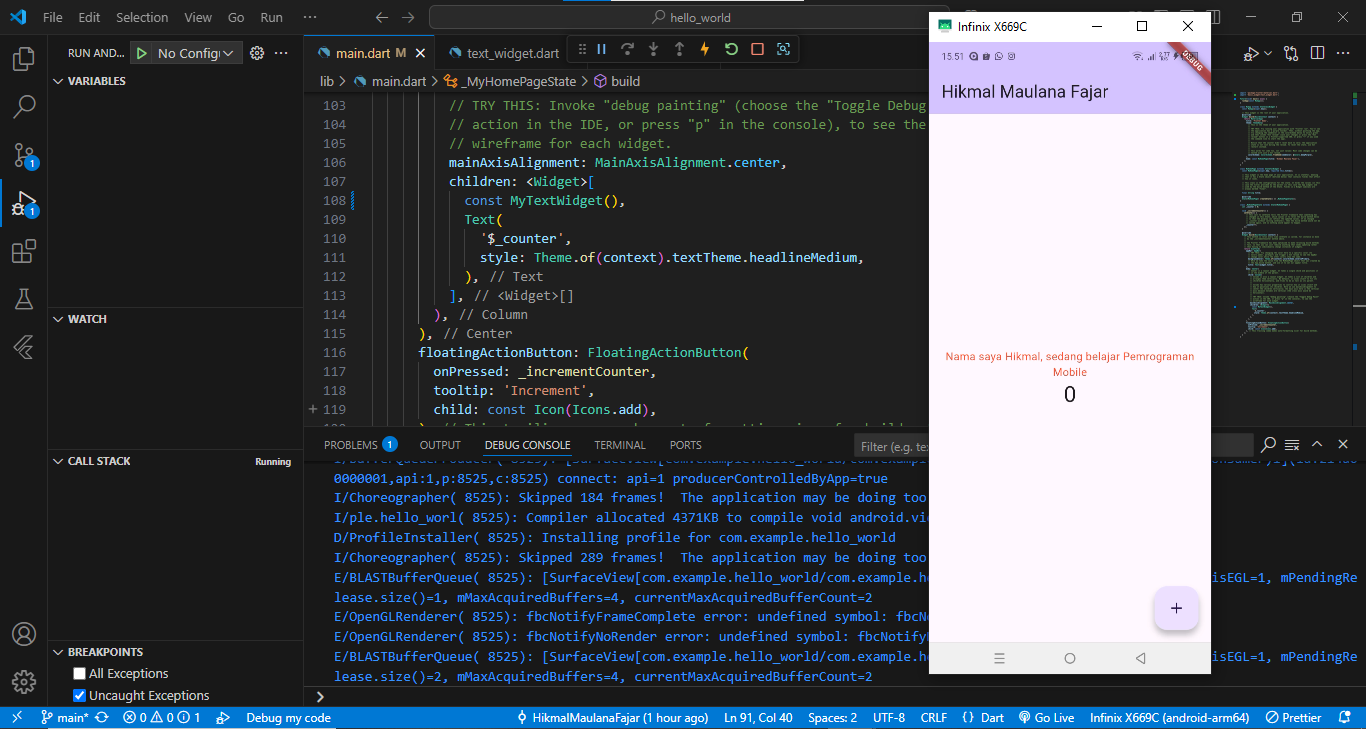 File Edit Selection View Go Run ···
hello_world
RUN AND... No Config
main.dart M
text_widget.dart
lib > main.dart > _MyHomePageState > build
VARIABLES
WATCH
CALL STACK
Running
BREAKPOINTS
All Exceptions
Uncaught Exceptions
1
1
103 // TRY THIS: Invoke "debug painting" (choose the "Toggle Debug
104 // action in the IDE, or press "p" in the console), to see the
105 // wireframe for each widget.
106 mainAxisAlignment: MainAxisAlignment.center,
107 children: <Widget>[
108 const MyTextWidget(),
109 Text(
110 '$_counter',
111 style: Theme.of(context).textTheme.headlineMedium,
112 ), // Text
113 ], // <Widget>[]
114 ), // Column
115 ), // Center
116 floatingActionButton: FloatingActionButton(
117 onPressed: _incrementCounter,
118 tooltip: 'Increment',
119 child: const Icon(Icons.add),
PROBLEMS 1 OUTPUT DEBUG CONSOLE TERMINAL PORTS
Filter (e.g. te
0000001,api:1,p:8525,c:8525) connect: api=1 producerControlledByApp=true
I/Choreographer( 8525): Skipped 184 frames! The application may be doing too
I/ple.hello_worl( 8525): Compiler allocated 4371KB to compile void android.vi
D/ProfileInstaller( 8525): Installing profile for com.example.hello_world
I/Choreographer( 8525): Skipped 289 frames! The application may be doing too
E/BLASTBufferQueue( 8525): [SurfaceView[com.example.hello_world/com.example.he isEGL=1, mPendingRe
lease.size()=1, mMaxAcquiredBuffers=4, currentMaxAcquiredBufferCount=2
E/OpenGLRenderer( 8525): fbcNotifyFrameComplete error: undefined symbol: fbcNo
E/OpenGLRenderer( 8525): fbcNotifyNoRender error: undefined symbol: fbcNotifyN
E/BLASTBufferQueue( 8525): [SurfaceView[com.example.hello_world/com.example.he isEGL=1, mPendingRe
lease.size()=2, mMaxAcquiredBuffers=4, currentMaxAcquiredBufferCount=2
Infinix X669C
15.51
DEBUG
Hikmal Maulana Fajar
Nama saya Hikmal, sedang belajar Pemrograman
Mobile
0
+
main* 0 0 1 Debug my code HikmalMaulanaFajar (1 hour ago) Ln 91, Col 40 Spaces: 2 UTF-8 CRLF {} Dart Go Live Infinix X669C (android-arm64) Prettier